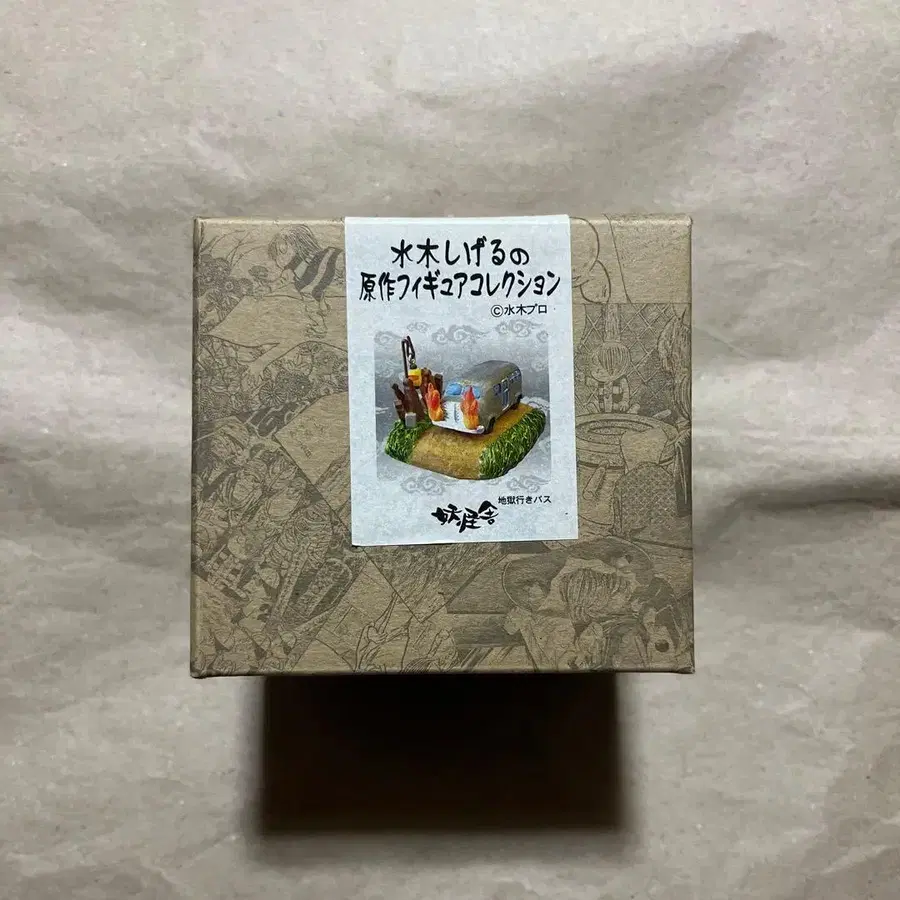 水木しげるの
原作フィギュアコレクション
©水木プロ
地獄行きバス
妖怪舎